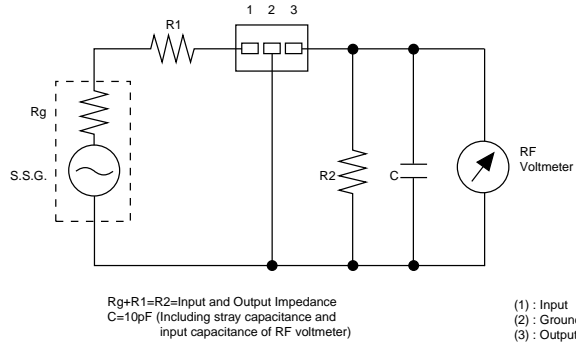 1 2 3
R1
Rg
S.S.G.
R2
C
RF
Voltmeter
Rg+R1=R2=Input and Output Impedance
C=10pF (Including stray capacitance and
input capacitance of RF voltmeter)
(1) : Input
(2) : Ground
(3) : Output